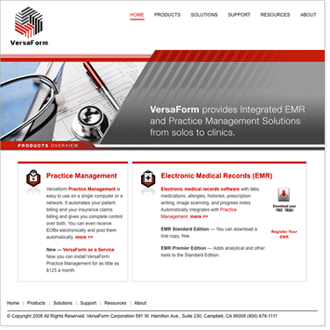 VersaForm
HOME PRODUCTS SOLUTIONS SUPPORT RESOURCES ABOUT
VersaForm provides Integrated EMR
and Practice Management Solutions
from solos to clinics.
PRODUCTS OVERVIEW
Practice Management
Versaform Practice Management is
easy to use on a single computer or a
network. It automates your patient
billing and your insurance claims
billing and gives you complete control
over both. You can even receive
EOBs electronically and post them
automatically. more >>
New — VersaForm as a Service
Now you can install VersaForm
Practice Management for as little as
$125 a month.
Electronic Medical Records (EMR)
Electronic medical records software with labs,
medications, allergies, histories, prescription
writing, image scanning, and progress notes.
Automatically integrates with Practice
Management. more >>
EMR Standard Edition — You can download a
trial copy, free.
EMR Premier Edition — Adds analytical and other
tools to the Standard Edition.
Download your
FREE TRIAL
Register Your
EMR
Home | Products | Solutions | Support | Resources | About
© Copyright 2008 All Rights Reserved. VersaForm Corporation 591 W. Hamilton Ave., Suite 230, Campbell, CA 95008 (800) 678-1111